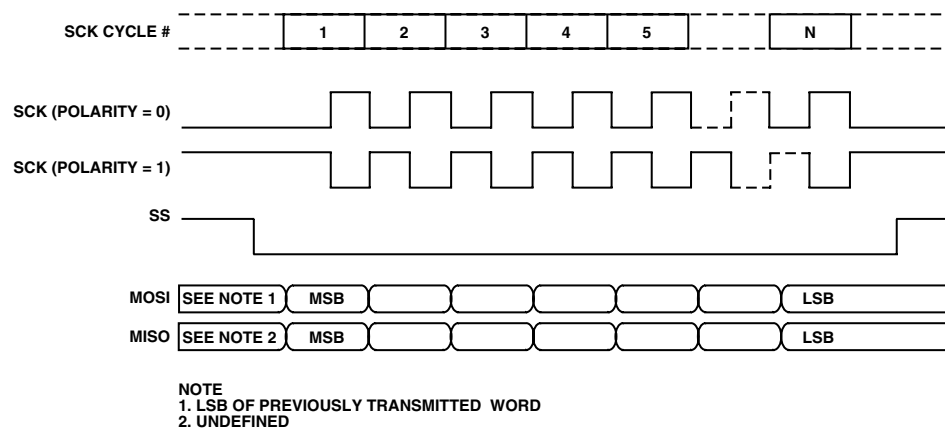 SCK CYCLE # 1 2 3 4 5 N
SCK (POLARITY = 0)
SCK (POLARITY = 1)
SS
MOSI SEE NOTE 1 MSB LSB
MISO SEE NOTE 2 MSB LSB
NOTE
1. LSB OF PREVIOUSLY TRANSMITTED WORD
2. UNDEFINED